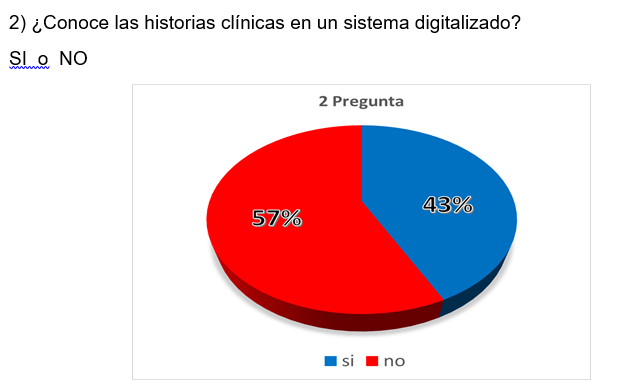 2) ¿Conoce las historias clínicas en un sistema digitalizado?
SI o NO
2 Pregunta
57%
43%
si no